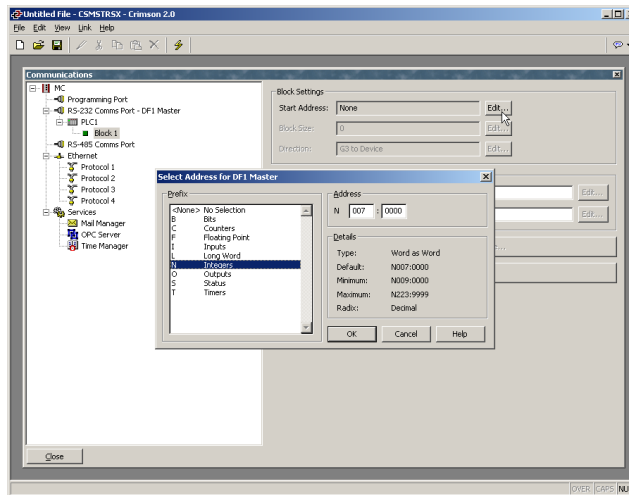 Untitled File - CSMSTRSX - Crimson 2.0
File Edit View Link Help
Communications
MC
Programming Port
RS-232 Comms Port - DF1 Master
PLC1
Block 1
RS-485 Comms Port
Ethernet
Protocol 1
Protocol 2
Protocol 3
Protocol 4
Services
Mail Manager
OPC Server
Time Manager
Block Settings
Start Address: None Edit...
Block Size: 0 Edit...
Direction: G3 to Device Edit...
Edit...
Edit...
Select Address for DF1 Master
Prefix
<None> No Selection
B Bits
C Counters
F Floating Point
I Inputs
L Long Word
N Integers
O Outputs
S Status
T Timers
Address
N 007 : 0000
Details
Type: Word as Word
Default: N007:0000
Minimum: N009:0000
Maximum: N223:9999
Radix: Decimal
OK Cancel Help
Close
OVER CAPS NU